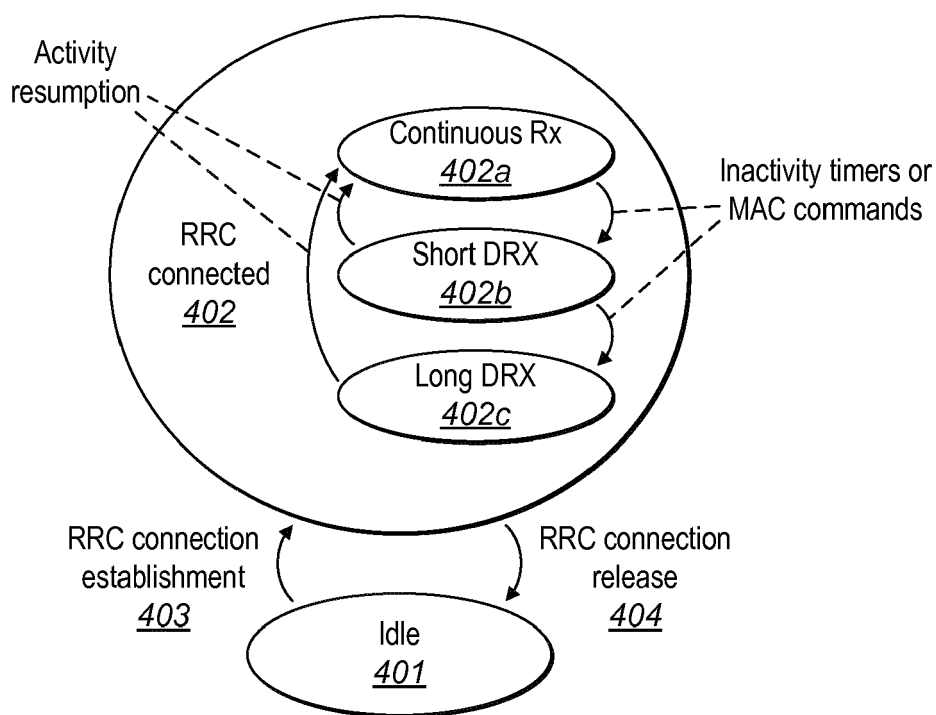 Activity
resumption
Continuous Rx
402a
Inactivity timers or
MAC commands
RRC
connected
402
Short DRX
402b
Long DRX
402c
RRC connection
establishment
403
RRC connection
release
404
Idle
401